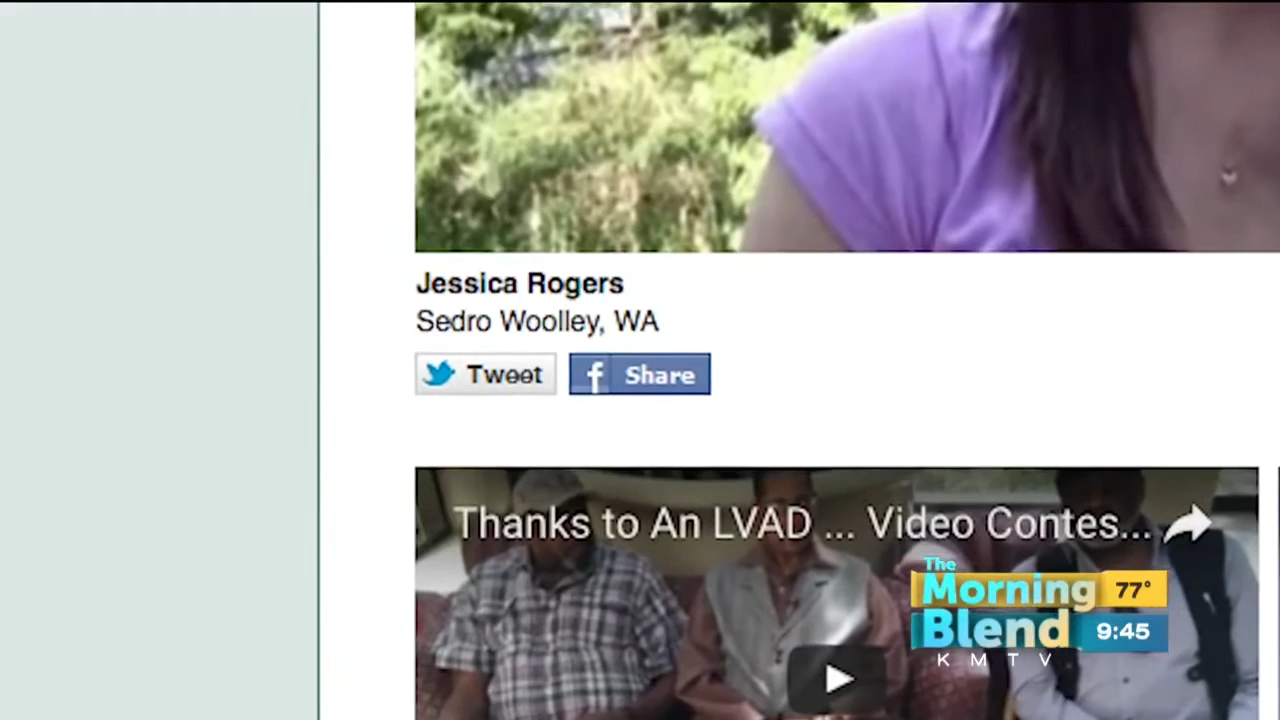 Jessica Rogers
Sedro Woolley, WA
Tweet
f Share
Thanks to An LVAD ... Video Contes...
The
Morning 77°
Blend 9:45
KMTV